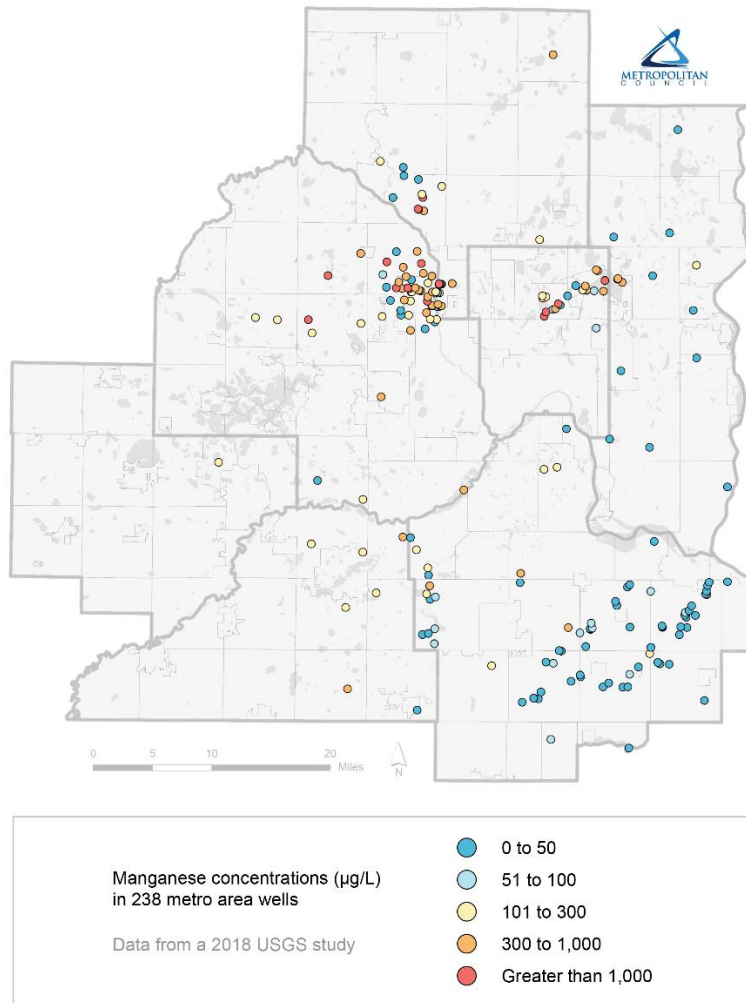 METROPOLITAN
COUNCIL
0 5 10 20
Miles
N
Manganese concentrations (µg/L)
in 238 metro area wells
Data from a 2018 USGS study
0 to 50
51 to 100
101 to 300
300 to 1,000
Greater than 1,000